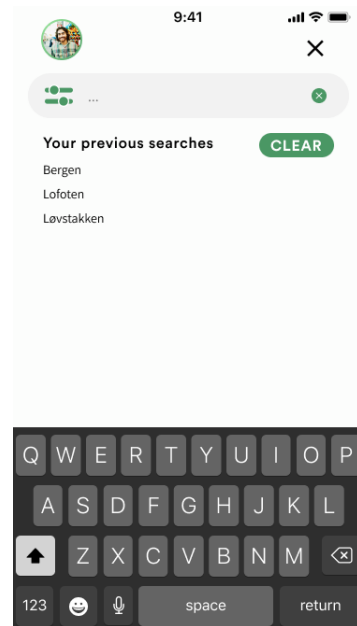 9:41
...
Your previous searches CLEAR
Bergen
Lofoten
Løvstakken
Q W E R T Y U I O P
A S D F G H J K L
Z X C V B N M
123 space return